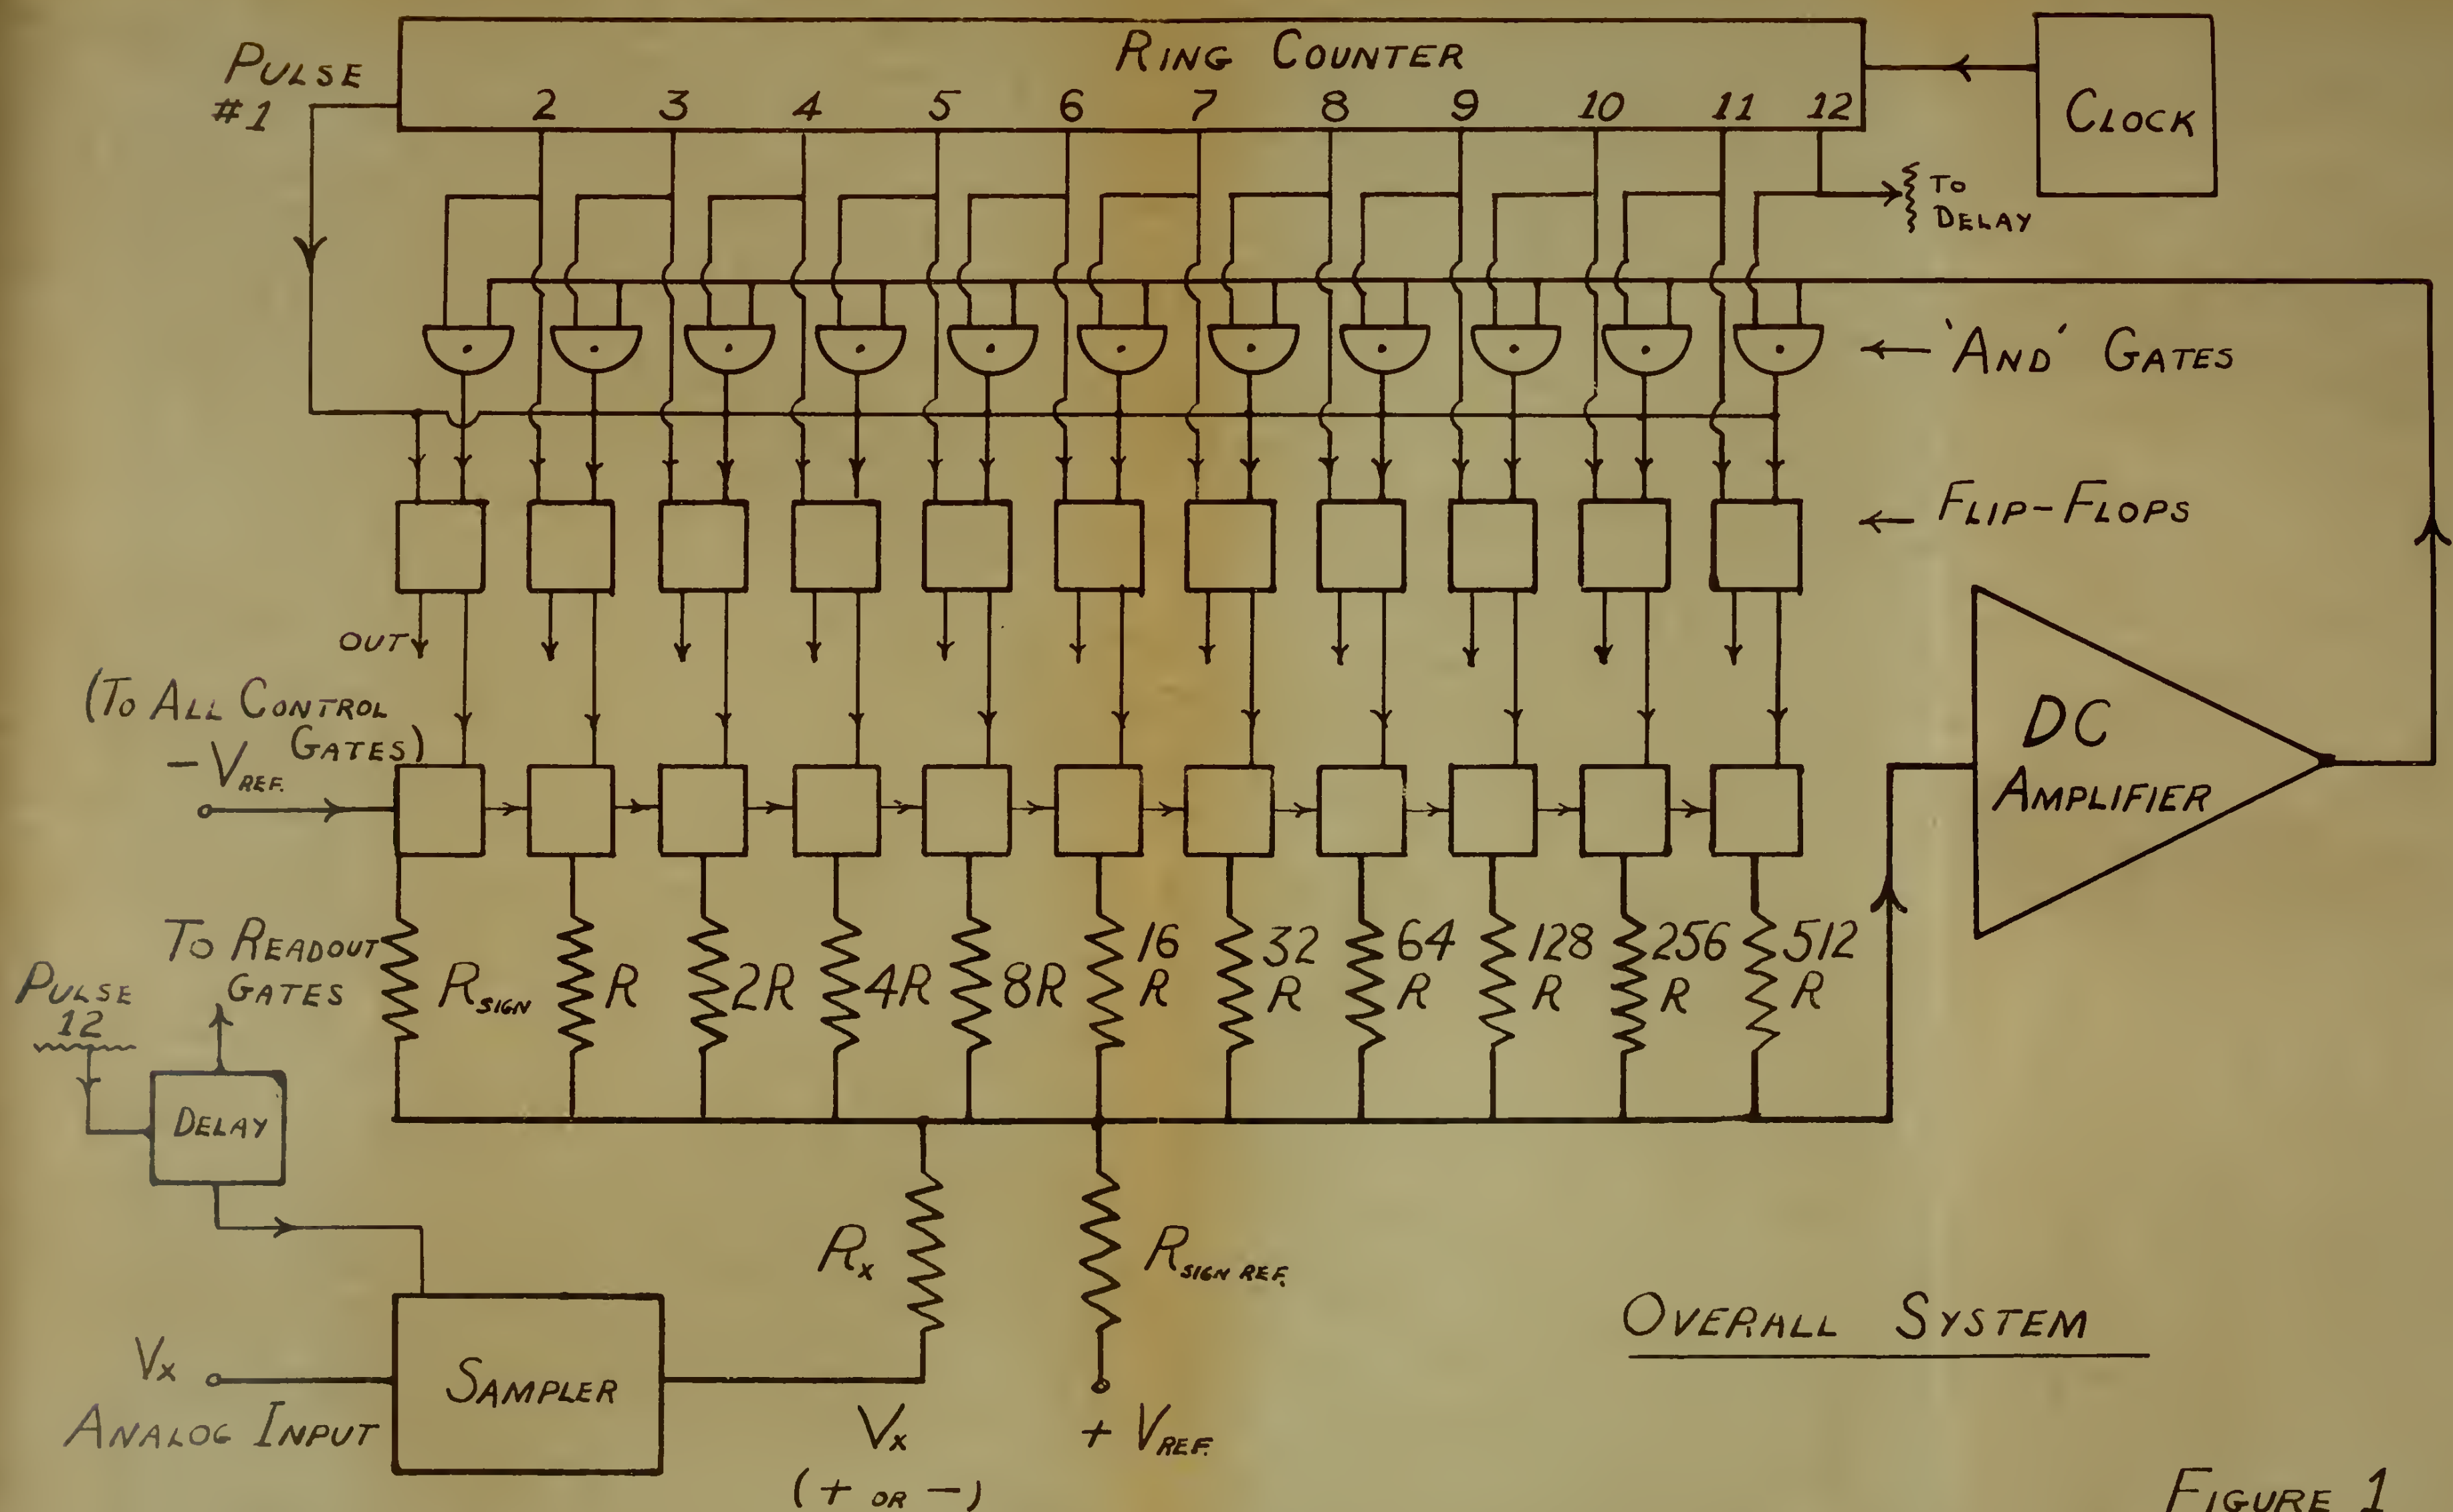 RING COUNTER
PULSE
#1
2 3 4 5 6 7 8 9 10 11 12
CLOCK
TO
DELAY
'AND' GATES
FLIP-FLOPS
OUT
(TO ALL CONTROL
GATES)
-VREF.
DC
AMPLIFIER
TO READOUT
GATES
PULSE
12
DELAY
RSIGN
R
2R
4R
8R
16
R
32
R
64
R
128
R
256
R
512
R
RX
RSIGN REF.
OVERALL SYSTEM
VX
ANALOG INPUT
SAMPLER
VX
(+ OR -)
+ VREF.
FIGURE 1